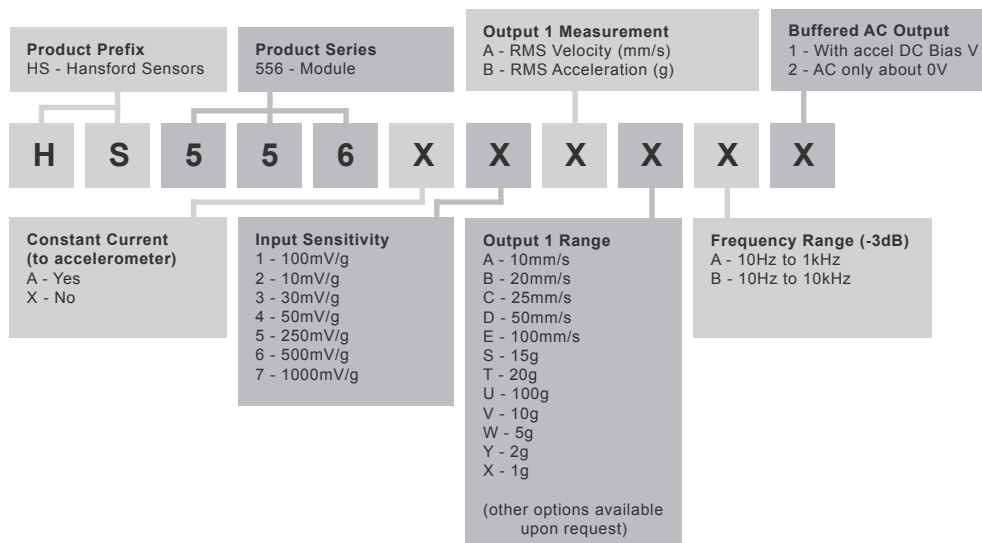 Product Prefix
HS - Hansford Sensors
Product Series
556 - Module
Output 1 Measurement
A - RMS Velocity (mm/s)
B - RMS Acceleration (g)
Buffered AC Output
1 - With accel DC Bias V
2 - AC only about 0V
H S 5 5 6 X X X X X X
Constant Current
(to accelerometer)
A - Yes
X - No
Input Sensitivity
1 - 100mV/g
2 - 10mV/g
3 - 30mV/g
4 - 50mV/g
5 - 250mV/g
6 - 500mV/g
7 - 1000mV/g
Output 1 Range
A - 10mm/s
B - 20mm/s
C - 25mm/s
D - 50mm/s
E - 100mm/s
S - 15g
T - 20g
U - 100g
V - 10g
W - 5g
Y - 2g
X - 1g
(other options available
upon request)
Frequency Range (-3dB)
A - 10Hz to 1kHz
B - 10Hz to 10kHz